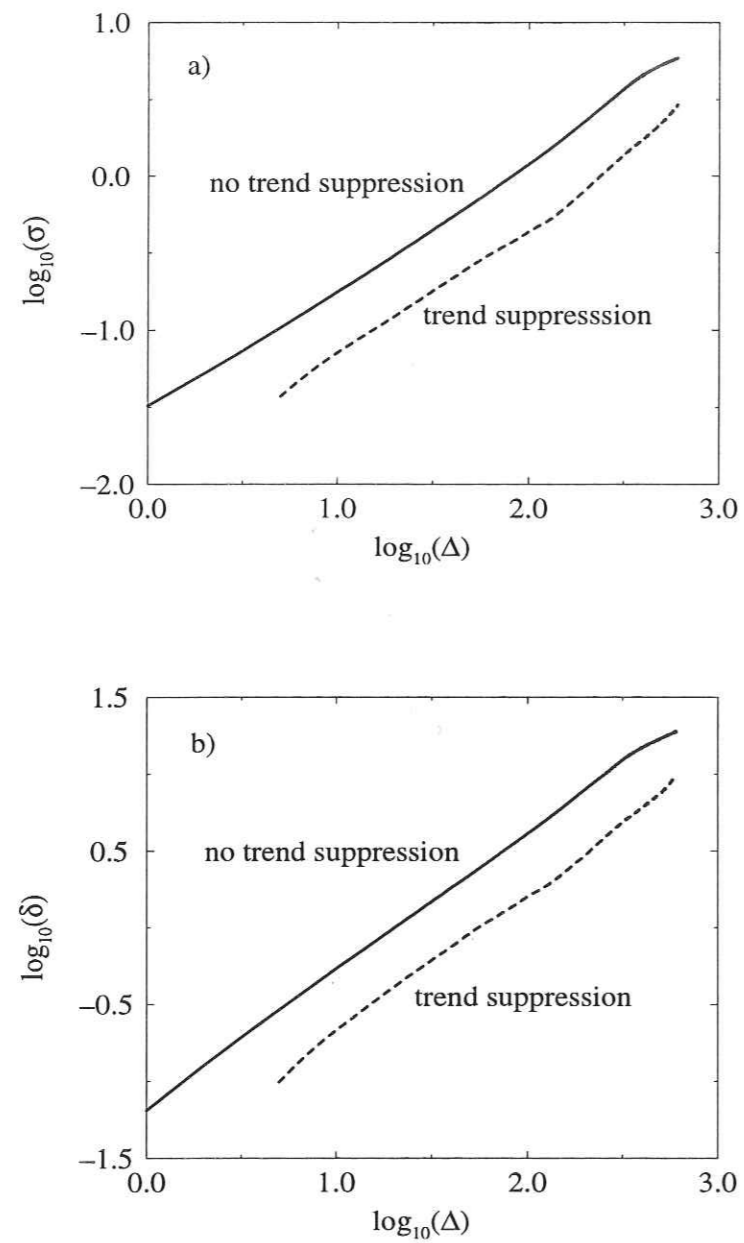 1.0
a)
no trend suppression
0.0
log₁₀(σ)
trend suppresssion
−1.0
−2.0
0.0 1.0 2.0 3.0
log₁₀(Δ)
1.5
b)
no trend suppression
0.5
log₁₀(δ)
trend suppression
−0.5
−1.5
0.0 1.0 2.0 3.0
log₁₀(Δ)